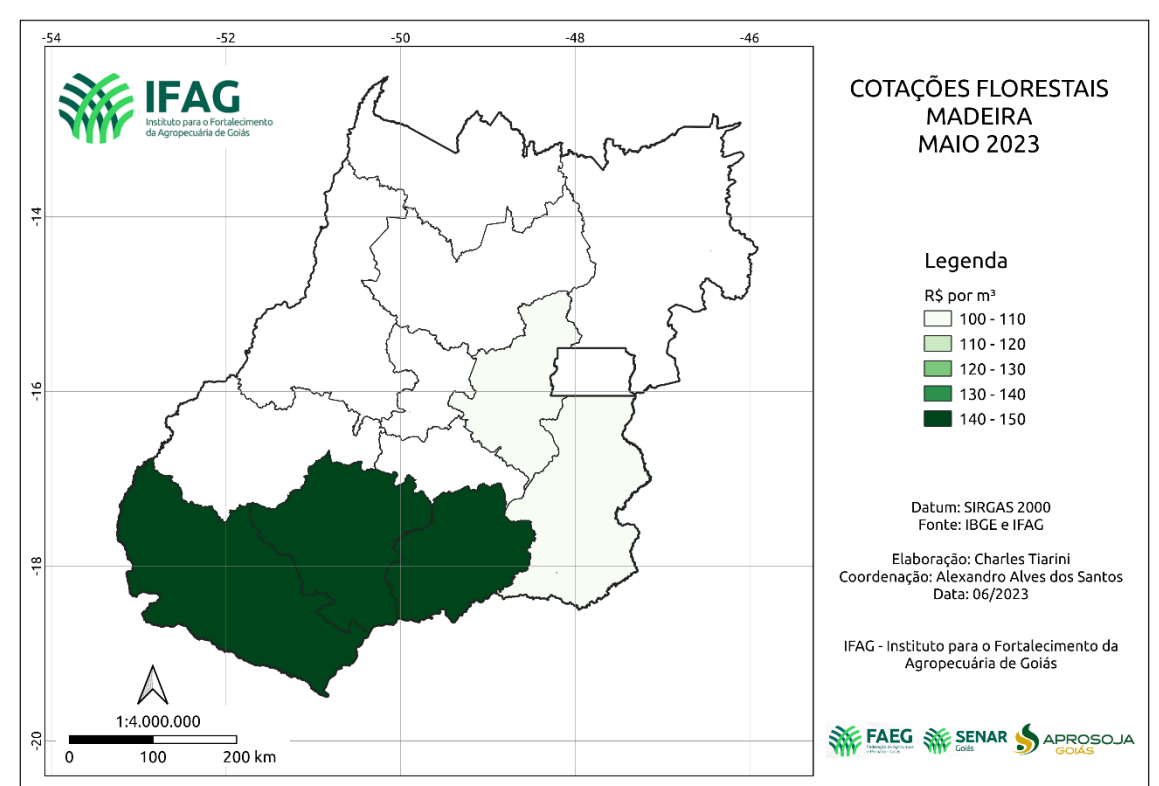 -54
-52
-50
-48
-46
-14
-16
-18
-20
IFAG
Instituto para o Fortalecimento
da Agropecuária de Goiás
1:4.000.000
0 100 200 km
COTAÇÕES FLORESTAIS
MADEIRA
MAIO 2023
Legenda
R$ por m³
100 - 110
110 - 120
120 - 130
130 - 140
140 - 150
Datum: SIRGAS 2000
Fonte: IBGE e IFAG
Elaboração: Charles Tiarini
Coordenação: Alexandro Alves dos Santos
Data: 06/2023
IFAG - Instituto para o Fortalecimento da
Agropecuária de Goiás
FAEG
SENAR
Goiás
APROSOJA
GOIÁS